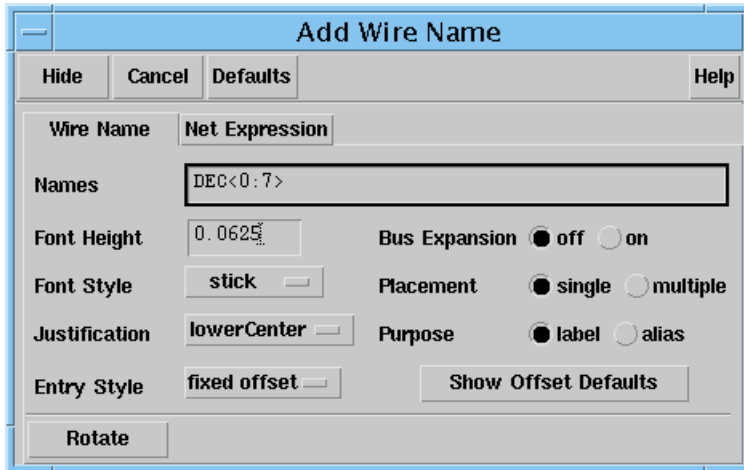 Add Wire Name
Hide Cancel Defaults Help
Wire Name Net Expression
Names DEC<0:7>
Font Height 0.0625 Bus Expansion off on
Font Style stick Placement single multiple
Justification lowerCenter Purpose label alias
Entry Style fixed offset Show Offset Defaults
Rotate